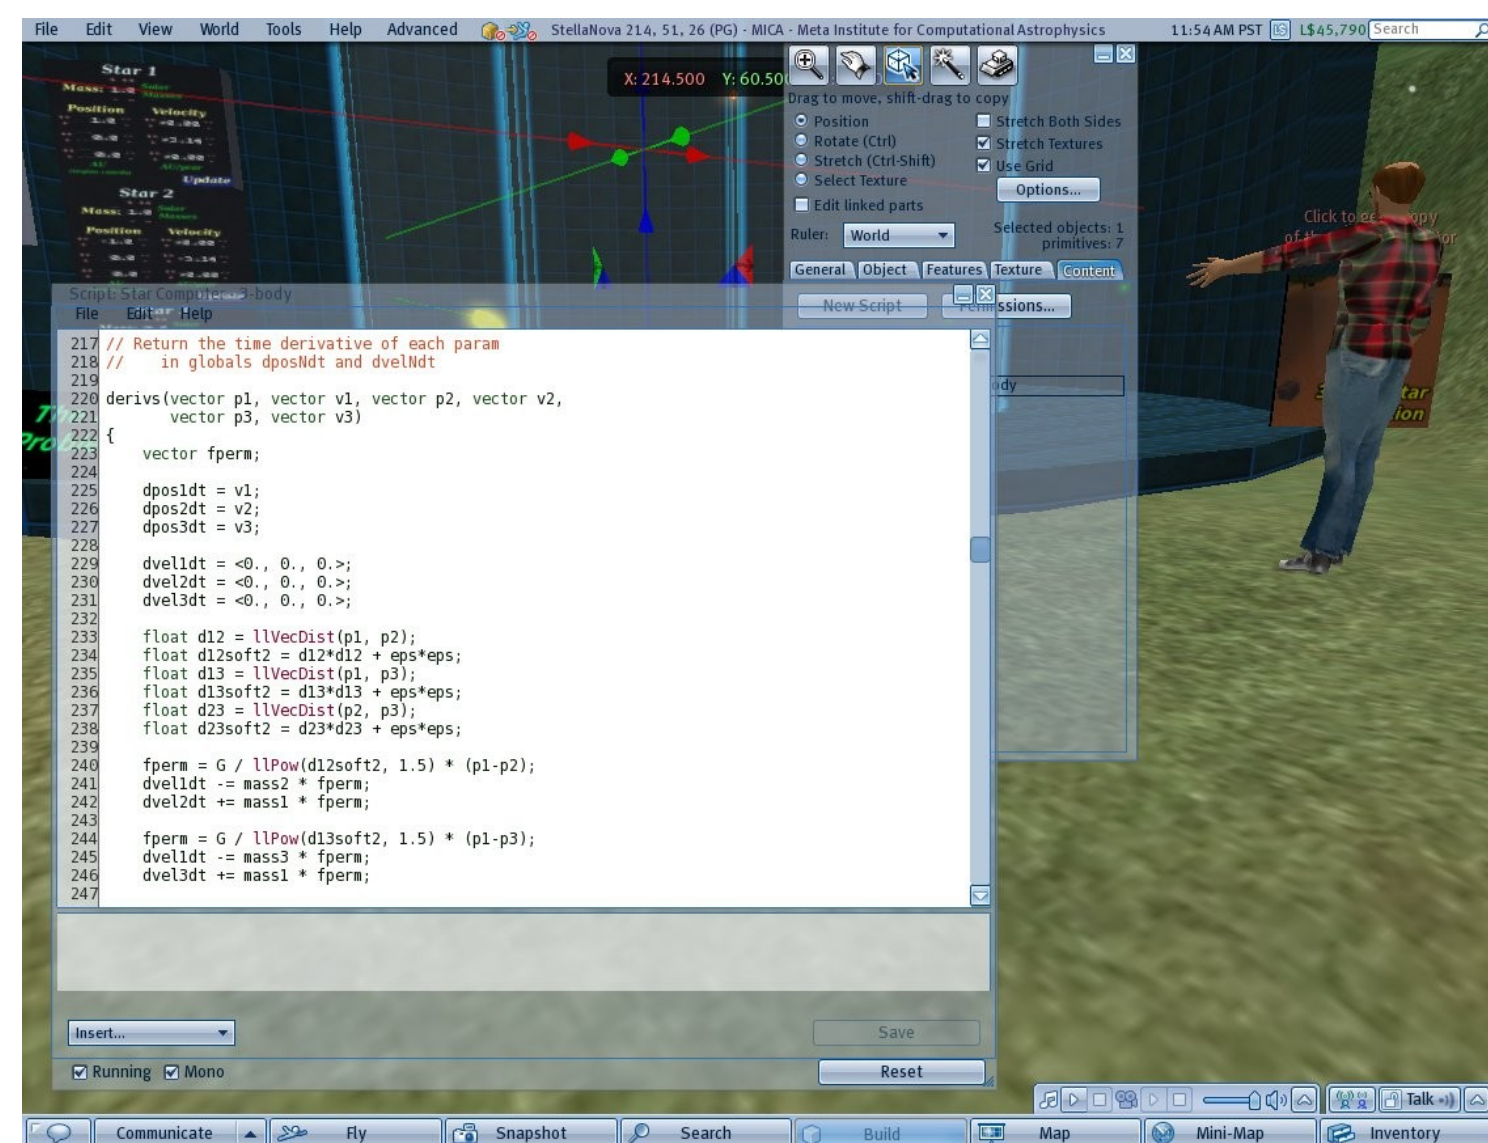 File Edit View World Tools Help Advanced StellaNova 214, 51, 26 (PG) - MICA - Meta Institute for Computational Astrophysics 11:54 AM PST L$45,790 Search
Star 1
Mass: 1.0 Solar Masses
Position Velocity
Update
Star 2
Mass: 1.0 Solar Masses
Position Velocity
X: 214.500 Y: 60.500
Drag to move, shift-drag to copy
Position Stretch Both Sides
Rotate (Ctrl) Stretch Textures
Stretch (Ctrl-Shift) Use Grid
Select Texture Options...
Edit linked parts
Ruler: World Selected objects: 1
primitives: 7
General Object Features Texture Content
New Script
Click to
Script: Star Computer - 3-body
File Edit Help
217 // Return the time derivative of each param
218 //    in globals dposNdt and dvelNdt
219
220 derivs(vector p1, vector v1, vector p2, vector v2,
221        vector p3, vector v3)
222 {
223     vector fperm;
224
225     dpos1dt = v1;
226     dpos2dt = v2;
227     dpos3dt = v3;
228
229     dvel1dt = <0., 0., 0.>;
230     dvel2dt = <0., 0., 0.>;
231     dvel3dt = <0., 0., 0.>;
232
233     float d12 = llVecDist(p1, p2);
234     float d12soft2 = d12*d12 + eps*eps;
235     float d13 = llVecDist(p1, p3);
236     float d13soft2 = d13*d13 + eps*eps;
237     float d23 = llVecDist(p2, p3);
238     float d23soft2 = d23*d23 + eps*eps;
239
240     fperm = G / llPow(d12soft2, 1.5) * (p1-p2);
241     dvel1dt -= mass2 * fperm;
242     dvel2dt += mass1 * fperm;
243
244     fperm = G / llPow(d13soft2, 1.5) * (p1-p3);
245     dvel1dt -= mass3 * fperm;
246     dvel3dt += mass1 * fperm;
247
Insert... Save
Running Mono Reset
Talk
Communicate Fly Snapshot Search Build Map Mini-Map Inventory